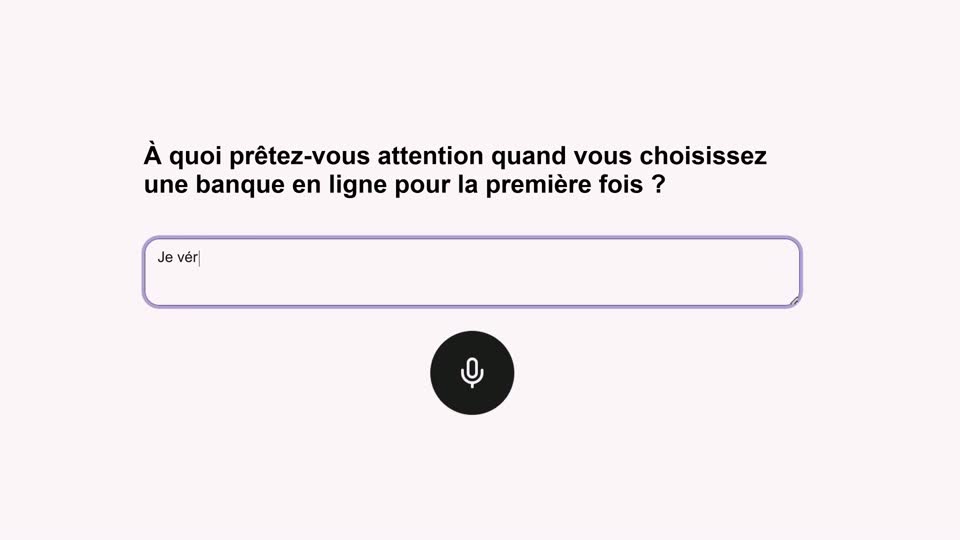 À quoi prêtez-vous attention quand vous choisissez
une banque en ligne pour la première fois ?
Je vér